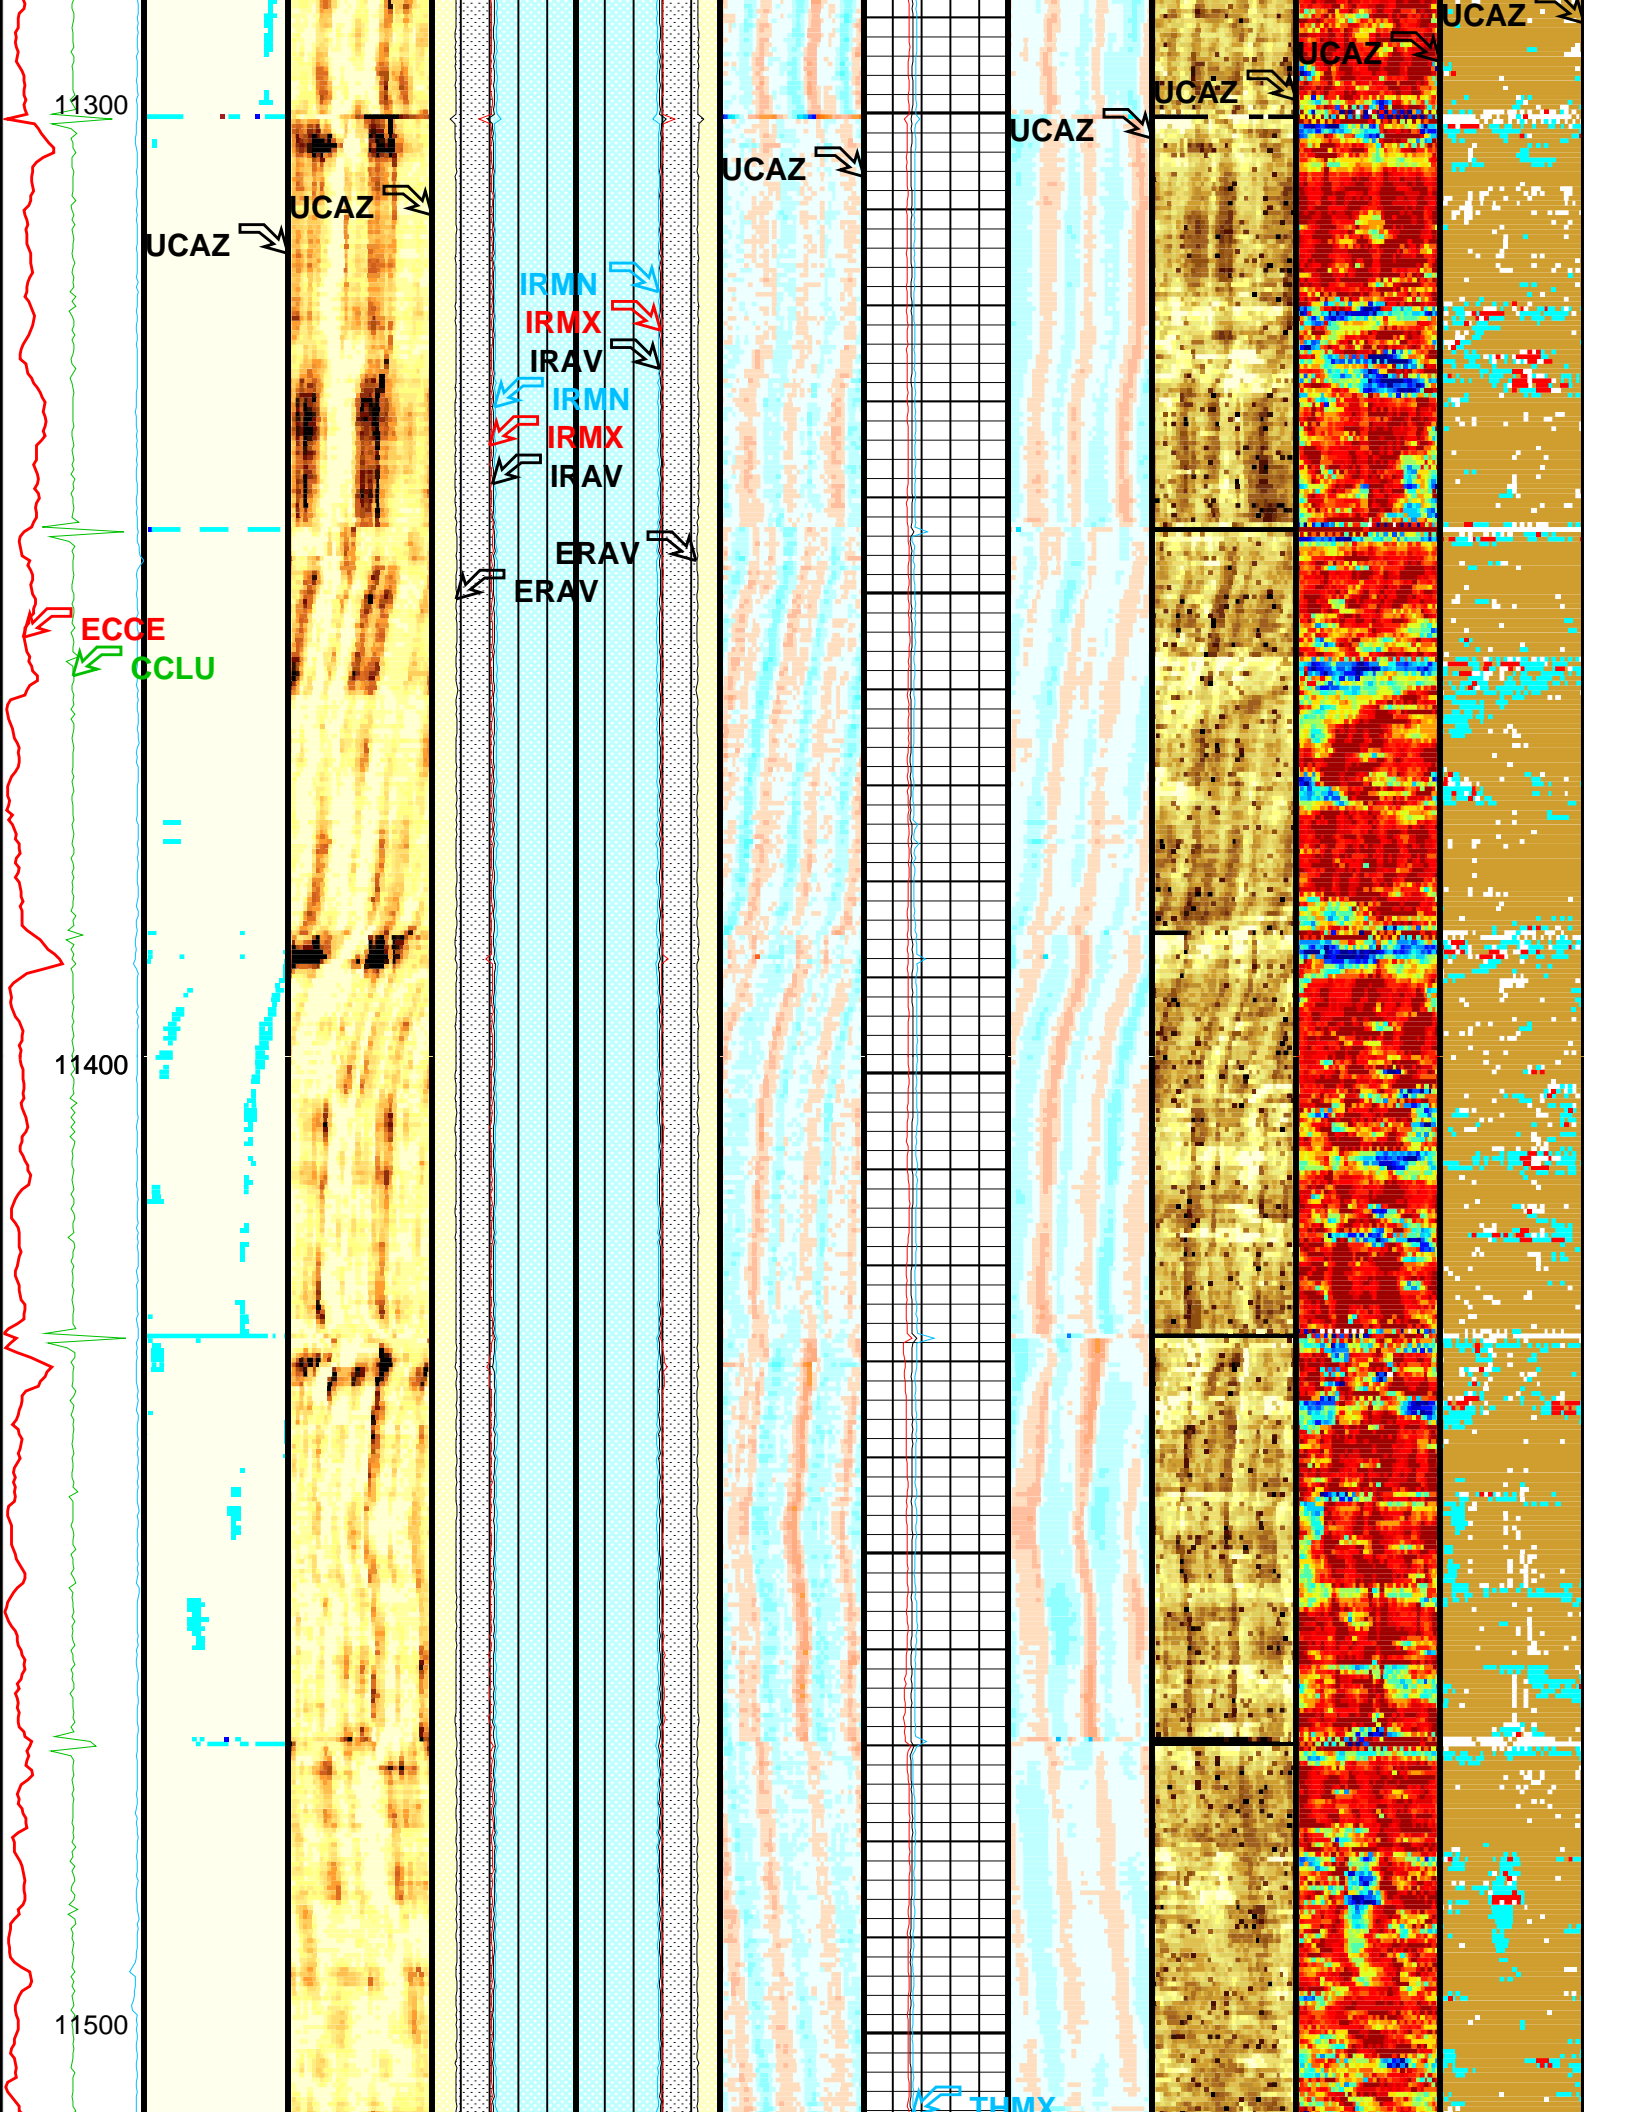 UCAZ
UCAZ
UCAZ
11300
UCAZ
UCAZ
UCAZ
UCAZ
IRMN
IRMX
IRAV
IRMN
IRMX
IRAV
ERAV
ERAV
ECCE
CCLU
11400
11500
THMX